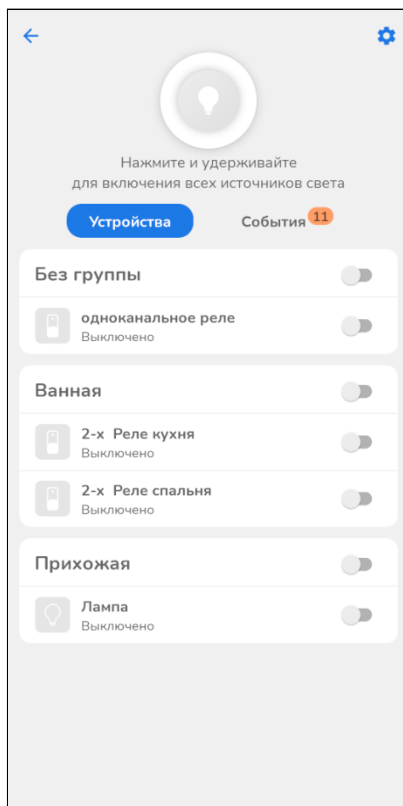 Нажмите и удерживайте
для включения всех источников света
Устройства
События 11
Без группы
одноканальное реле
Выключено
Ванная
2-х Реле кухня
Выключено
2-х Реле спальня
Выключено
Прихожая
Лампа
Выключено